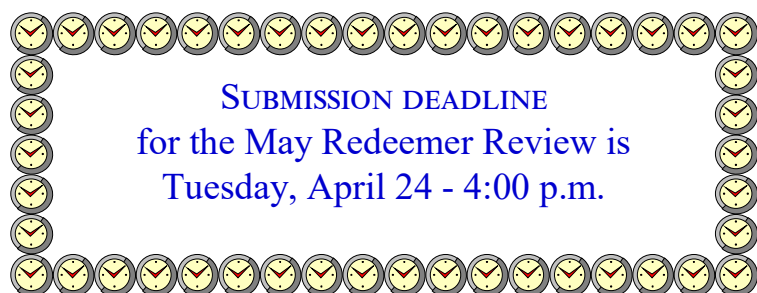 Submission deadline
for the May Redeemer Review is
Tuesday, April 24 - 4:00 p.m.